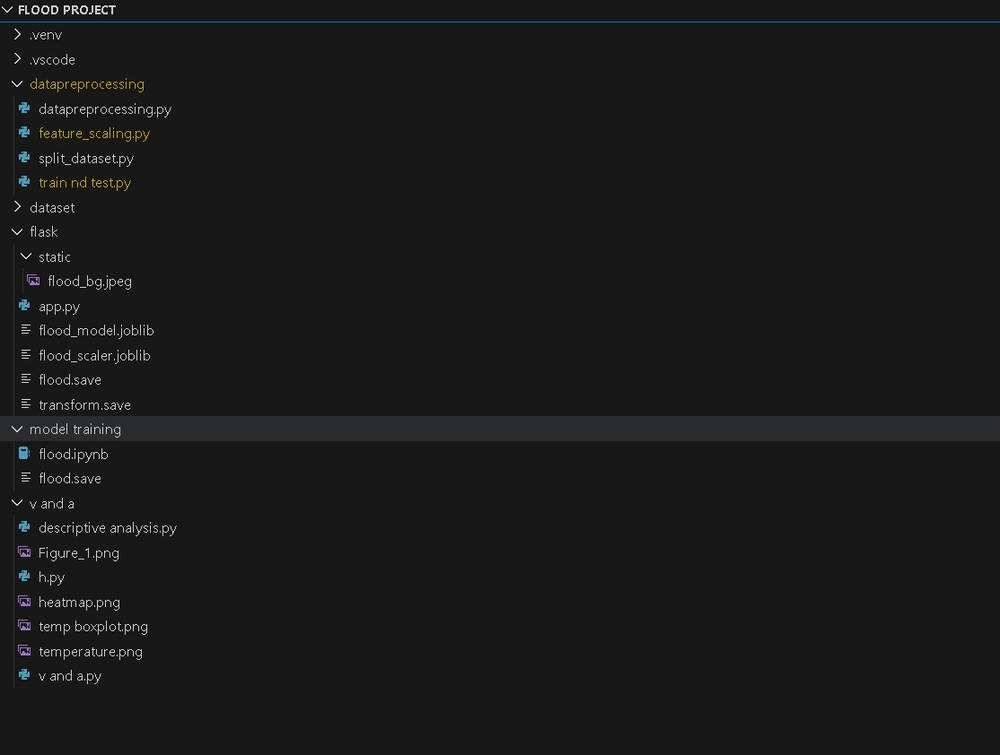 FLOOD PROJECT
.venv
.vscode
datapreprocessing
datapreprocessing.py
feature_scaling.py
split_dataset.py
train nd test.py
dataset
flask
static
flood_bg.jpeg
app.py
flood_model.joblib
flood_scaler.joblib
flood.save
transform.save
model training
flood.ipynb
flood.save
v and a
descriptive analysis.py
Figure_1.png
h.py
heatmap.png
temp boxplot.png
temperature.png
v and a.py